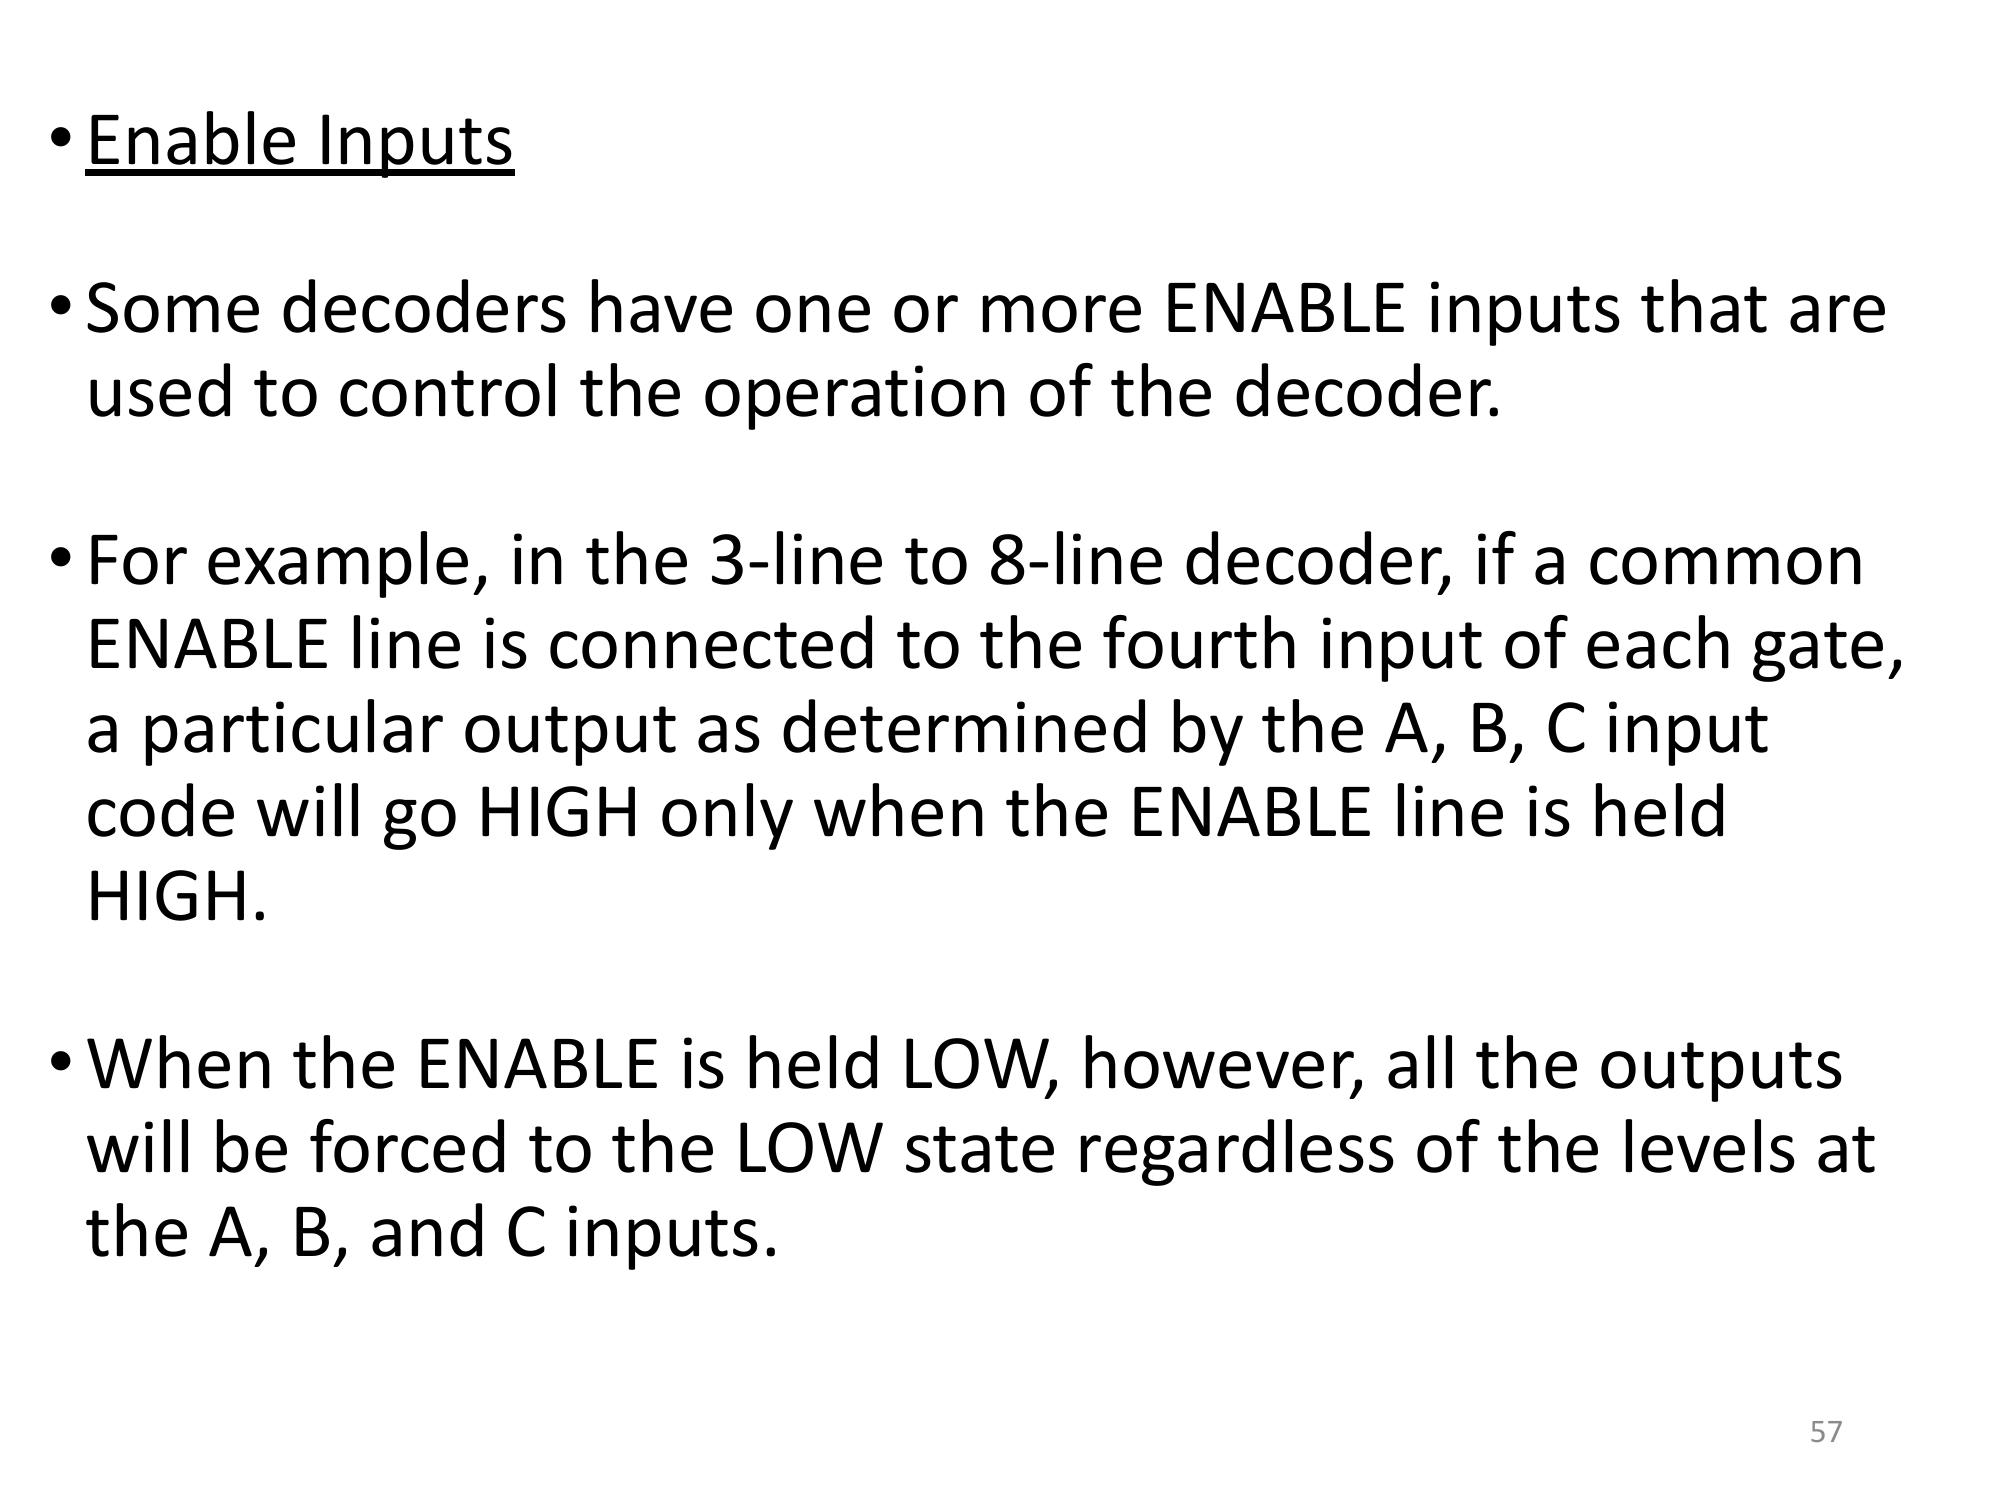 • Enable Inputs
• Some decoders have one or more ENABLE inputs that are
used to control the operation of the decoder.
• For example, in the 3-line to 8-line decoder, if a common
ENABLE line is connected to the fourth input of each gate,
a particular output as determined by the A, B, C input
code will go HIGH only when the ENABLE line is held
HIGH.
• When the ENABLE is held LOW, however, all the outputs
will be forced to the LOW state regardless of the levels at
the A, B, and C inputs.
57